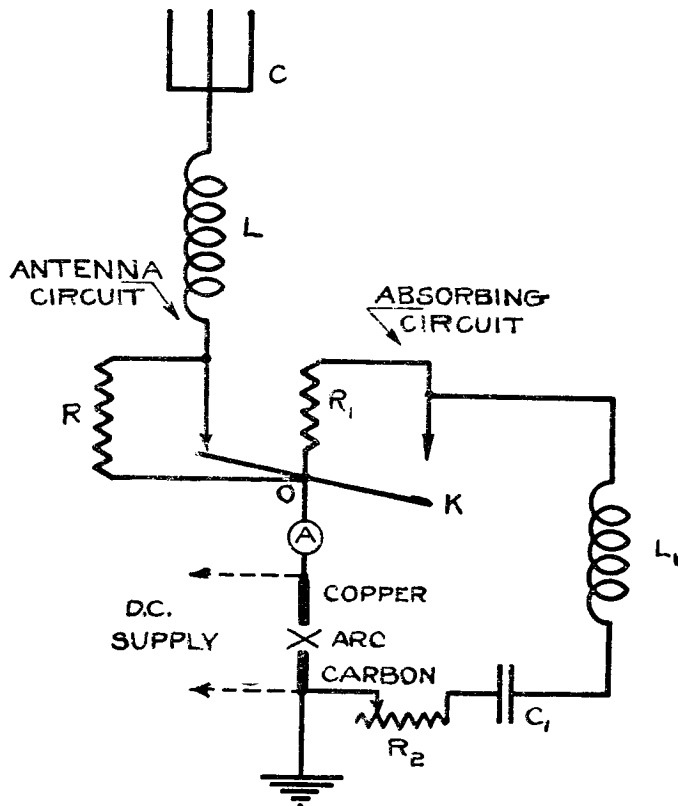 C
L
ANTENNA
CIRCUIT
ABSORBING
CIRCUIT
R
R1
O
K
A
L1
COPPER
D.C.
SUPPLY
ARC
CARBON
C1
R2